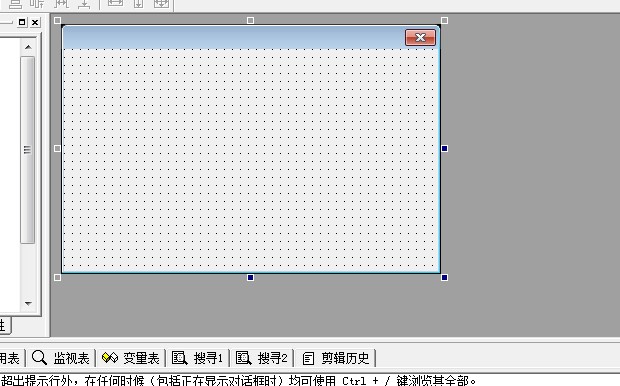 性
用表 监视表 变量表 搜寻1 搜寻2 剪辑历史
超出提示行外，在任何时候（包括正在显示对话框时）均可使用 Ctrl + / 键浏览其全部。